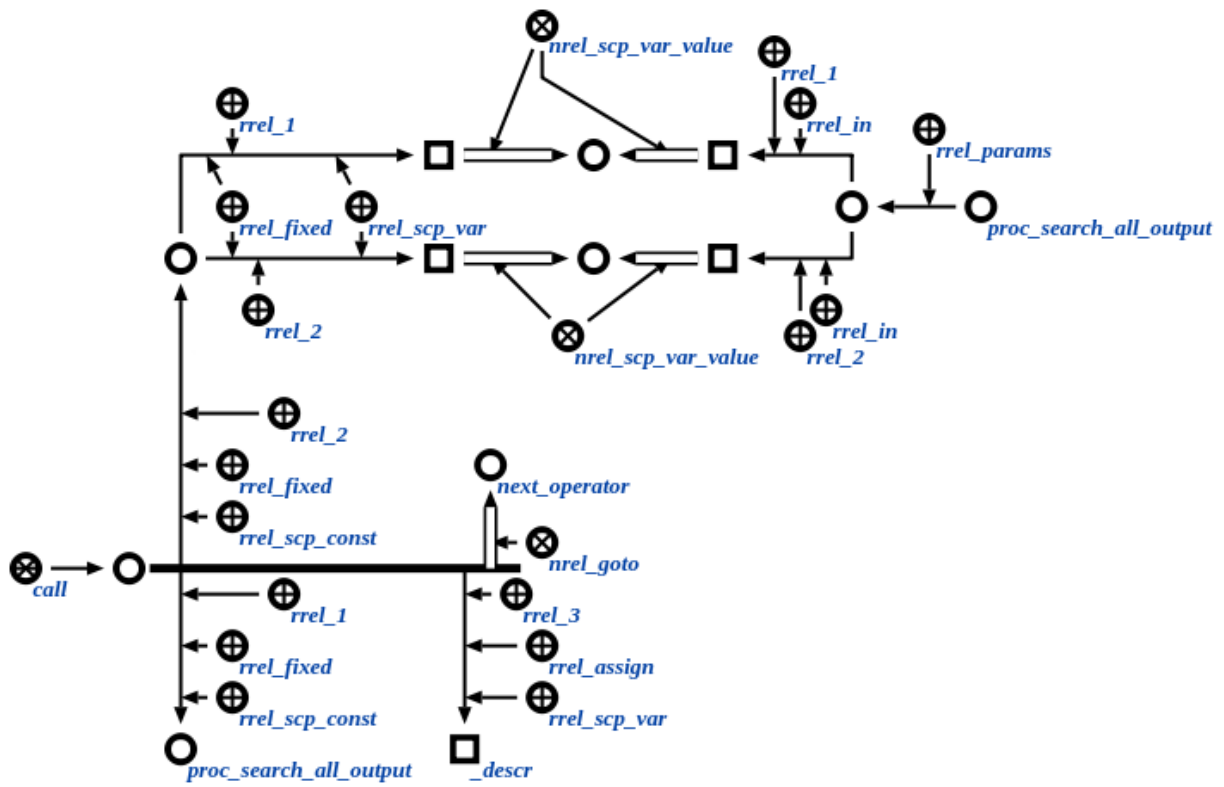 nrel_scp_var_value
rrel_1
rrel_1
rrel_in
rrel_params
rrel_fixed
rrel_scp_var
proc_search_all_output
rrel_2
rrel_in
nrel_scp_var_value
rrel_2
rrel_2
rrel_fixed
next_operator
rrel_scp_const
nrel_goto
call
rrel_1
rrel_3
rrel_fixed
rrel_assign
rrel_scp_const
rrel_scp_var
proc_search_all_output
_descr